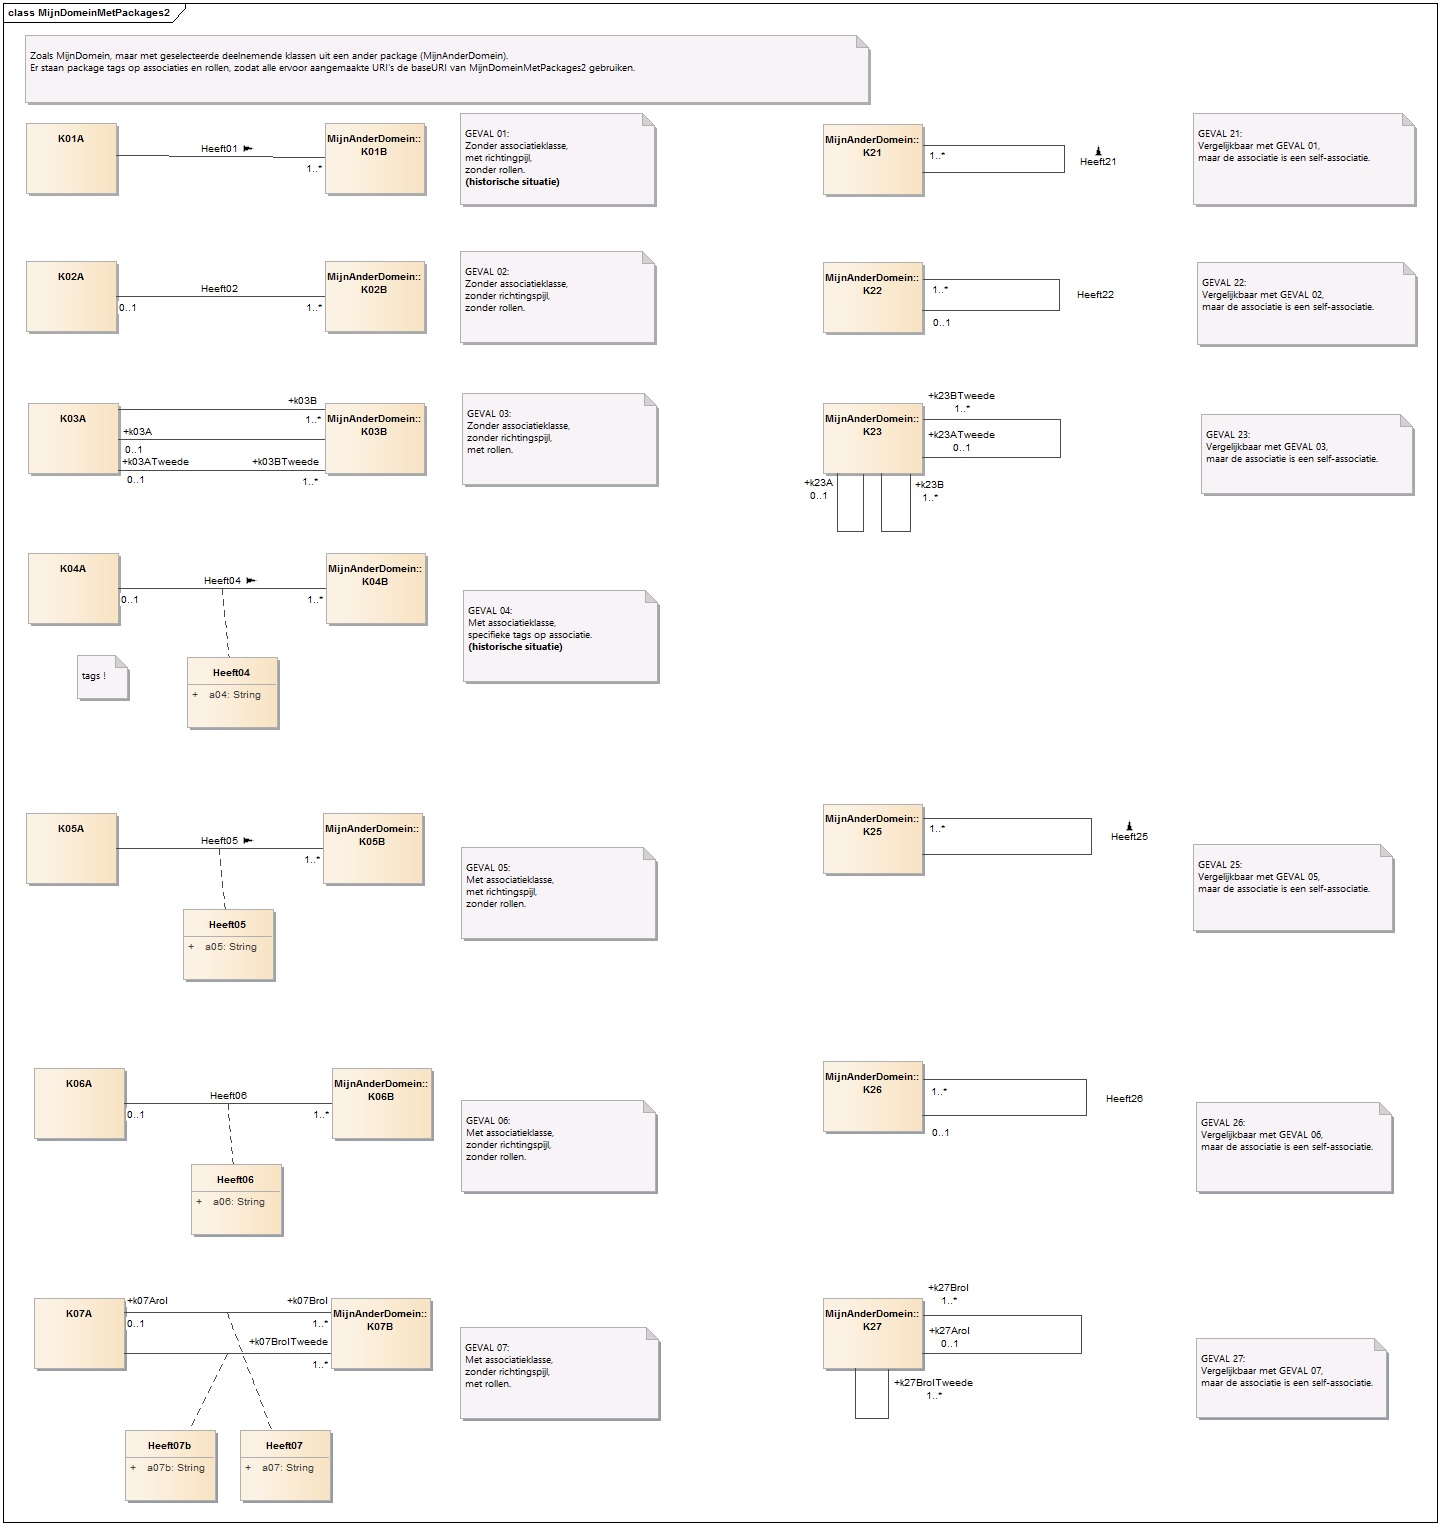 class MijnDomeinMetPackages2
Zoals MijnDomein, maar met geselecteerde deelnemende klassen uit een ander package (MijnAnderDomein).
Er staan package tags op associaties en rollen, zodat alle ervoor aangemaakte URI's de baseURI van MijnDomeinMetPackages2 gebruiken.
K01A
Heeft01
1..*
MijnAnderDomein::
K01B
GEVAL 01:
Zonder associatieklasse,
met richtingpijl,
zonder rollen.
(historische situatie)
MijnAnderDomein::
K21
1..*
Heeft21
GEVAL 21:
Vergelijkbaar met GEVAL 01,
maar de associatie is een self-associatie.
K02A
Heeft02
0..1
1..*
MijnAnderDomein::
K02B
GEVAL 02:
Zonder associatieklasse,
zonder richtingspijl,
zonder rollen.
MijnAnderDomein::
K22
1..*
0..1
Heeft22
GEVAL 22:
Vergelijkbaar met GEVAL 02,
maar de associatie is een self-associatie.
K03A
+k03B
1..*
+k03A
0..1
+k03ATweede
+k03BTweede
0..1
1..*
MijnAnderDomein::
K03B
GEVAL 03:
Zonder associatieklasse,
zonder richtingspijl,
met rollen.
MijnAnderDomein::
K23
+k23BTweede
1..*
+k23ATweede
0..1
+k23A
0..1
+k23B
1..*
GEVAL 23:
Vergelijkbaar met GEVAL 03,
maar de associatie is een self-associatie.
K04A
Heeft04
0..1
1..*
MijnAnderDomein::
K04B
GEVAL 04:
Met associatieklasse,
specifieke tags op associatie.
(historische situatie)
tags !
Heeft04
+ a04: String
K05A
Heeft05
1..*
MijnAnderDomein::
K05B
Heeft05
+ a05: String
GEVAL 05:
Met associatieklasse,
met richtingspijl,
zonder rollen.
MijnAnderDomein::
K25
1..*
Heeft25
GEVAL 25:
Vergelijkbaar met GEVAL 05,
maar de associatie is een self-associatie.
K06A
Heeft06
0..1
1..*
MijnAnderDomein::
K06B
Heeft06
+ a06: String
GEVAL 06:
Met associatieklasse,
zonder richtingspijl,
zonder rollen.
MijnAnderDomein::
K26
1..*
0..1
Heeft26
GEVAL 26:
Vergelijkbaar met GEVAL 06,
maar de associatie is een self-associatie.
K07A
+k07Arol
+k07Brol
0..1
1..*
+k07BrolTweede
1..*
MijnAnderDomein::
K07B
Heeft07b
+ a07b: String
Heeft07
+ a07: String
GEVAL 07:
Met associatieklasse,
zonder richtingspijl,
met rollen.
MijnAnderDomein::
K27
+k27Brol
1..*
+k27Arol
0..1
+k27BrolTweede
1..*
GEVAL 27:
Vergelijkbaar met GEVAL 07,
maar de associatie is een self-associatie.